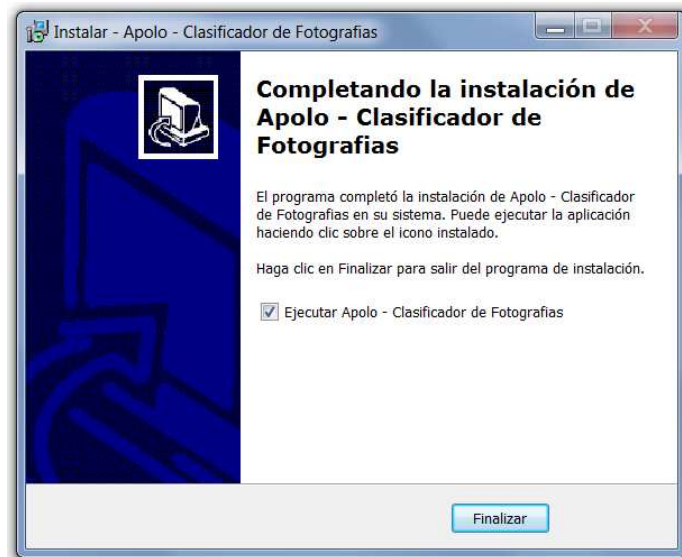 Instalar - Apolo - Clasificador de Fotografias
Completando la instalación de
Apolo - Clasificador de
Fotografias
El programa completó la instalación de Apolo - Clasificador
de Fotografias en su sistema. Puede ejecutar la aplicación
haciendo clic sobre el icono instalado.
Haga clic en Finalizar para salir del programa de instalación.
Ejecutar Apolo - Clasificador de Fotografias
Finalizar